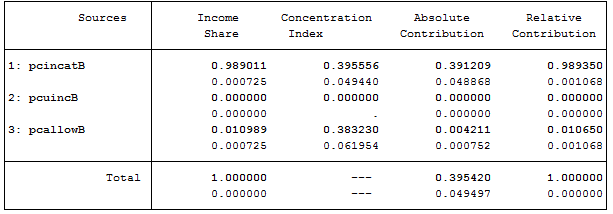 Sources Income Concentration Absolute Relative
Share Index Contribution Contribution
1: pcincatB 0.989011 0.395556 0.391209 0.989350
0.000725 0.049440 0.048868 0.001068
2: pcuincB 0.000000 0.000000 0.000000 0.000000
0.000000 . 0.000000 0.000000
3: pcallowB 0.010989 0.383230 0.004211 0.010650
0.000725 0.061954 0.000752 0.001068
Total 1.000000 --- 0.395420 1.000000
0.000000 --- 0.049497 0.000000